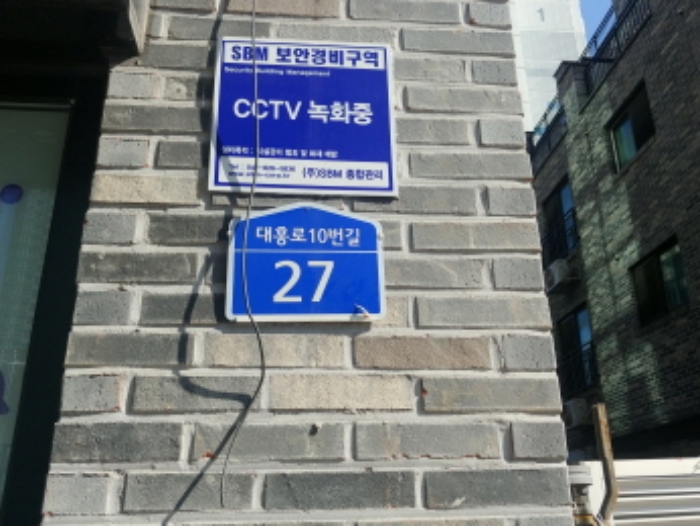 SBM 보안경비구역
Security Building Management
CCTV 녹화중
(주)SBM 종합관리
대흥로10번길
27